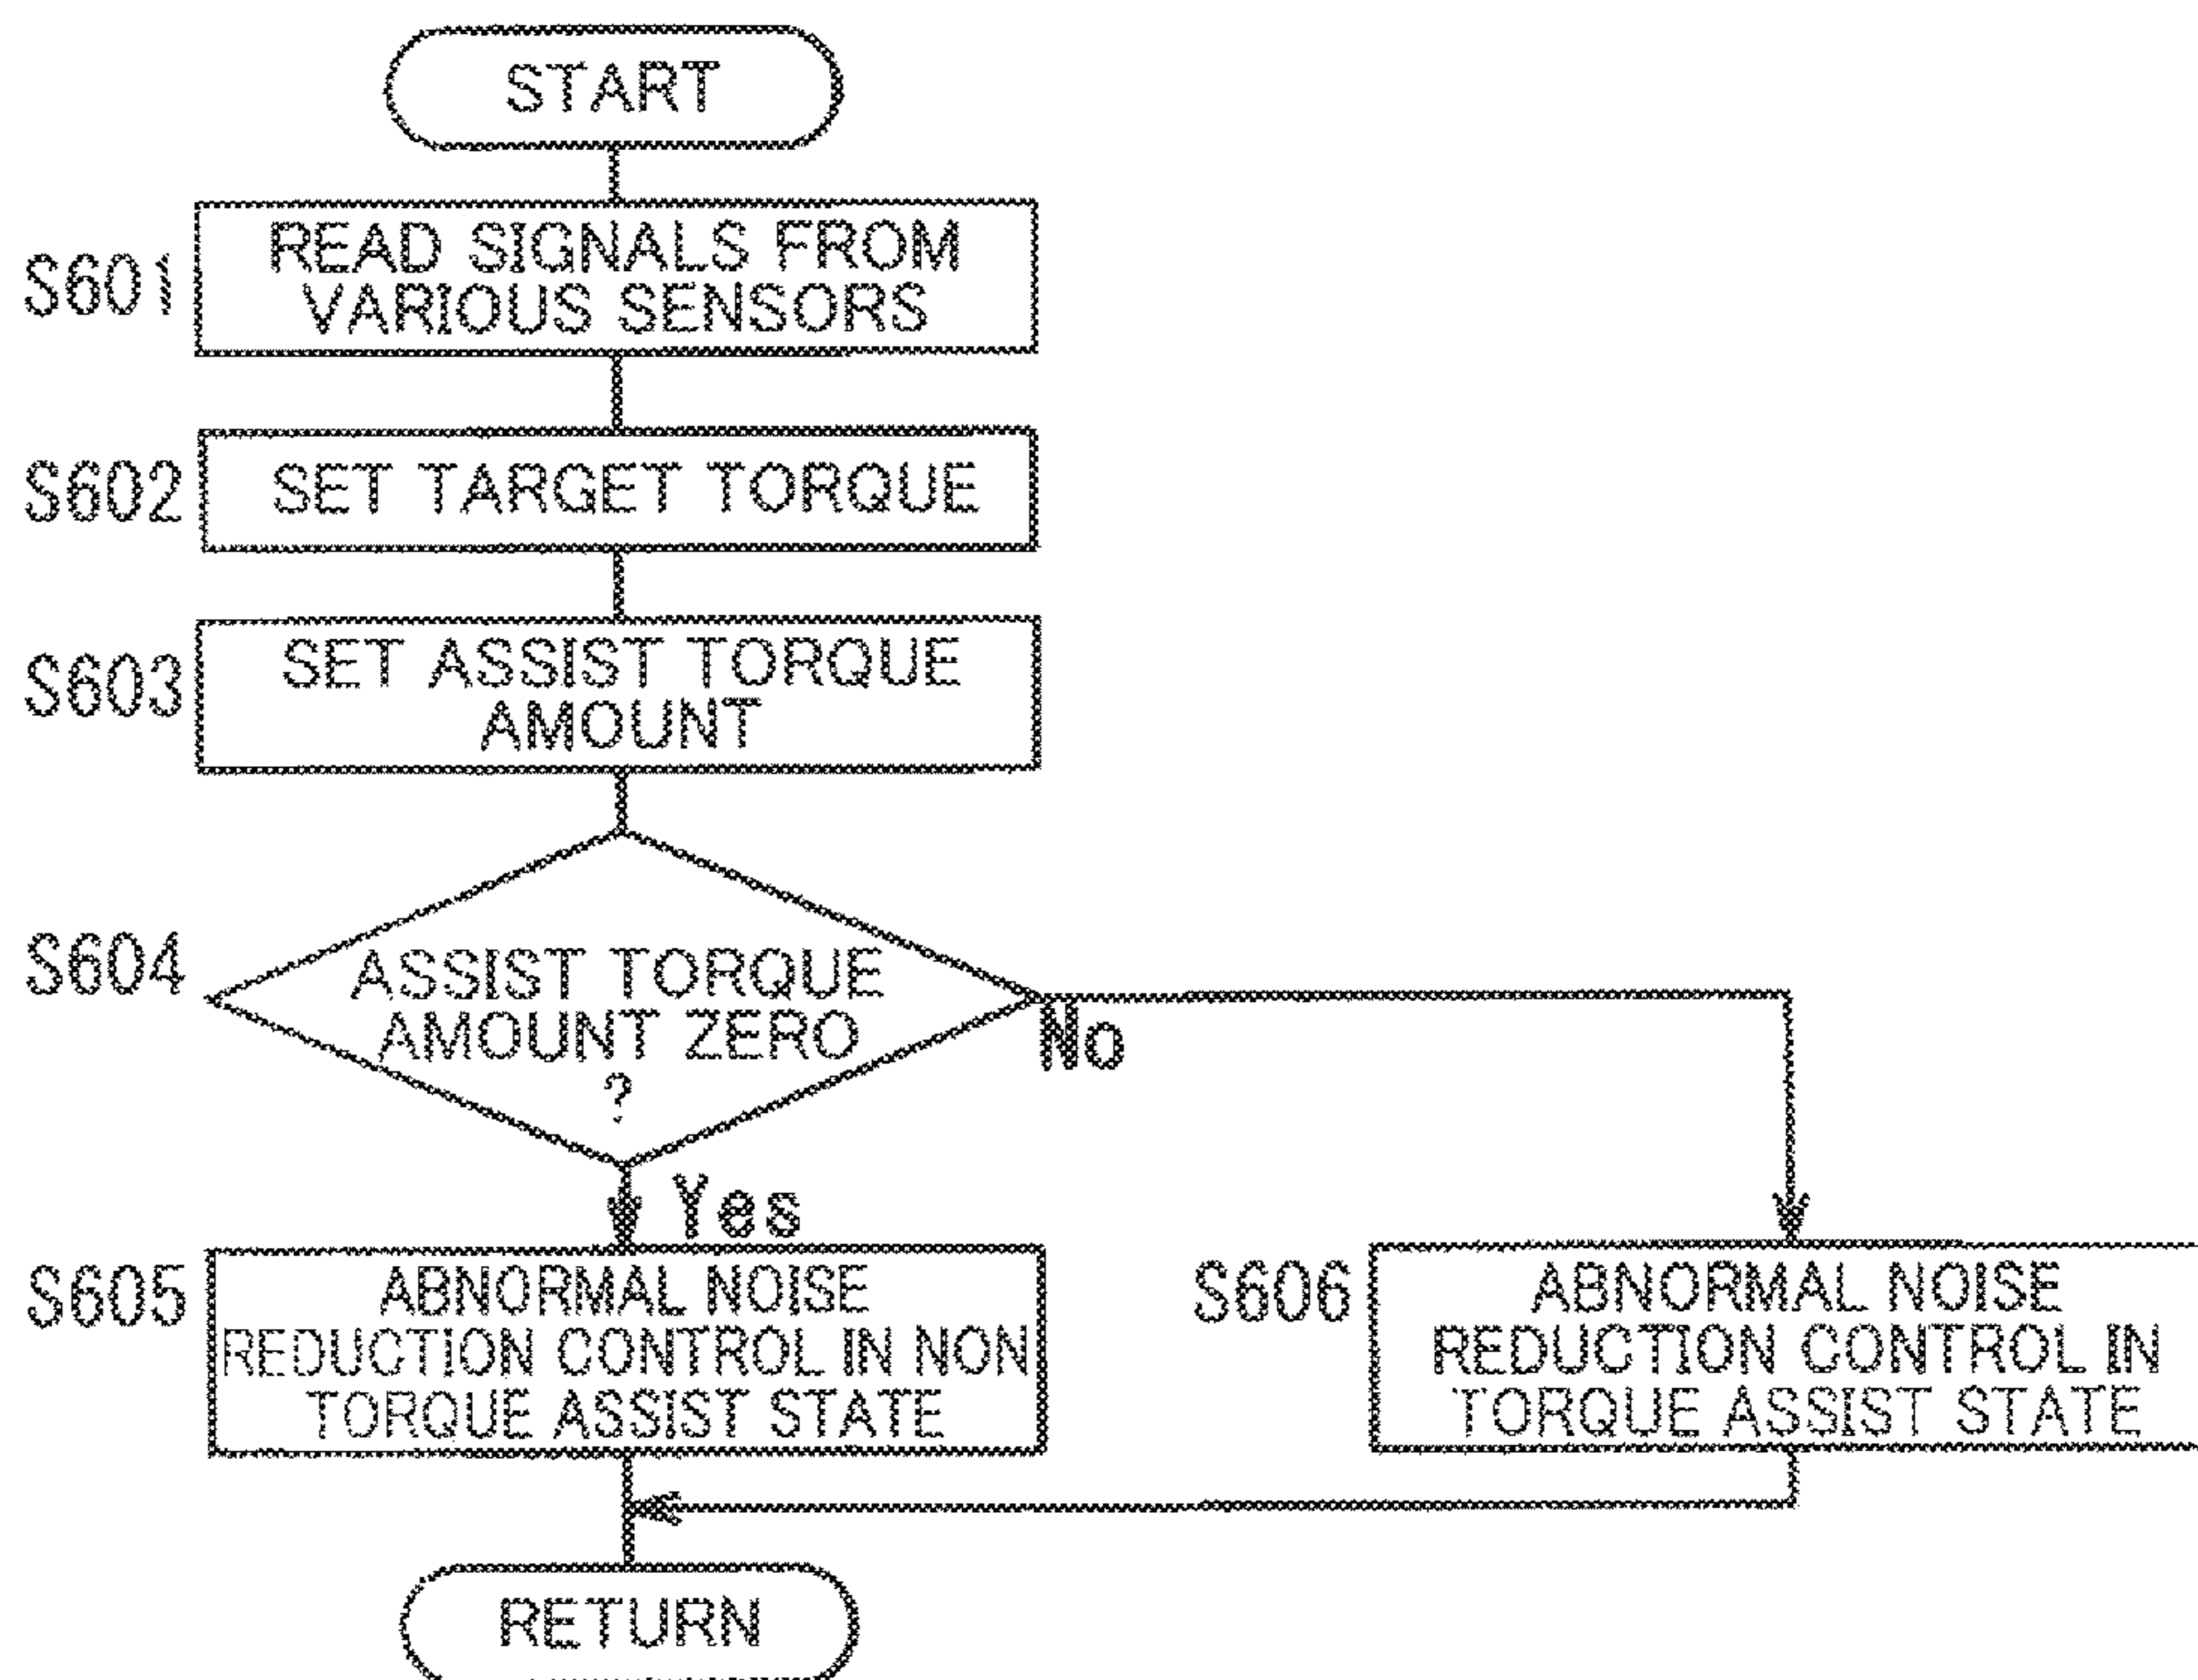 START
S601
READ SIGNALS FROM
VARIOUS SENSORS
S602
SET TARGET TORQUE
S603
SET ASSIST TORQUE
AMOUNT
S604
ASSIST TORQUE
AMOUNT ZERO
?
No
Yes
S605
ABNORMAL NOISE
REDUCTION CONTROL IN NON
TORQUE ASSIST STATE
S606
ABNORMAL NOISE
REDUCTION CONTROL IN
TORQUE ASSIST STATE
RETURN